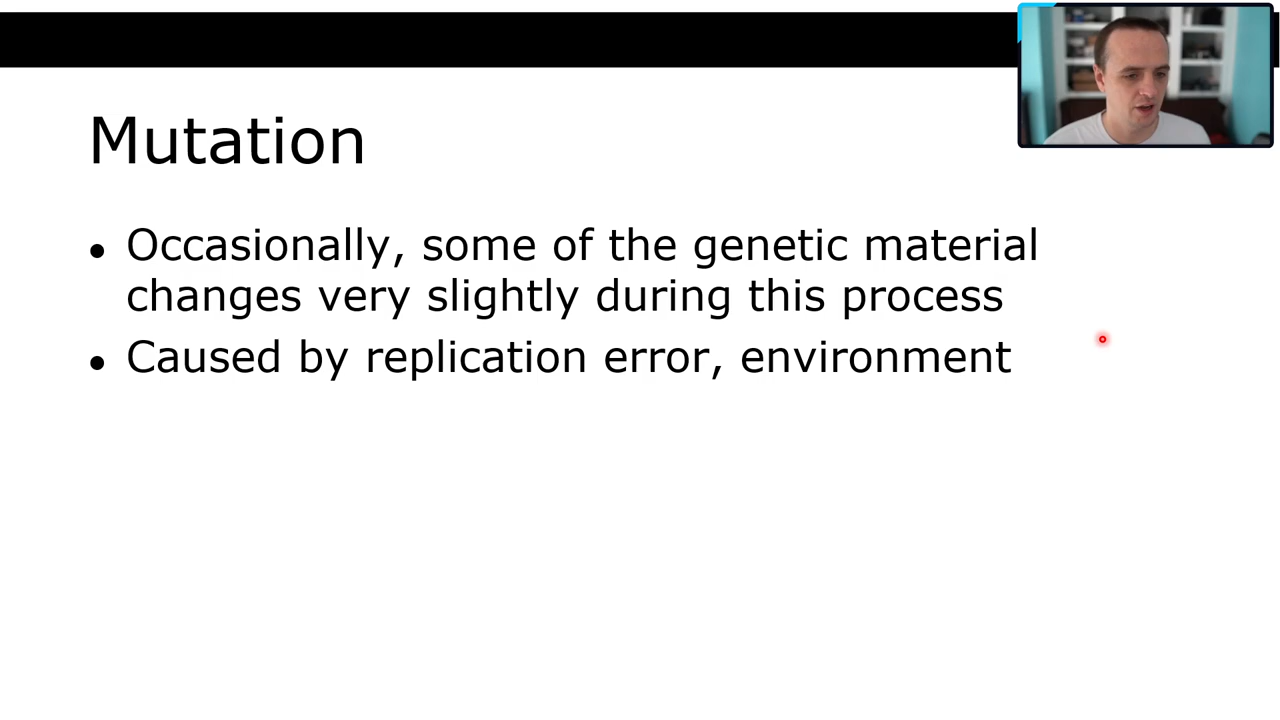 Mutation
• Occasionally, some of the genetic material
changes very slightly during this process
• Caused by replication error, environment